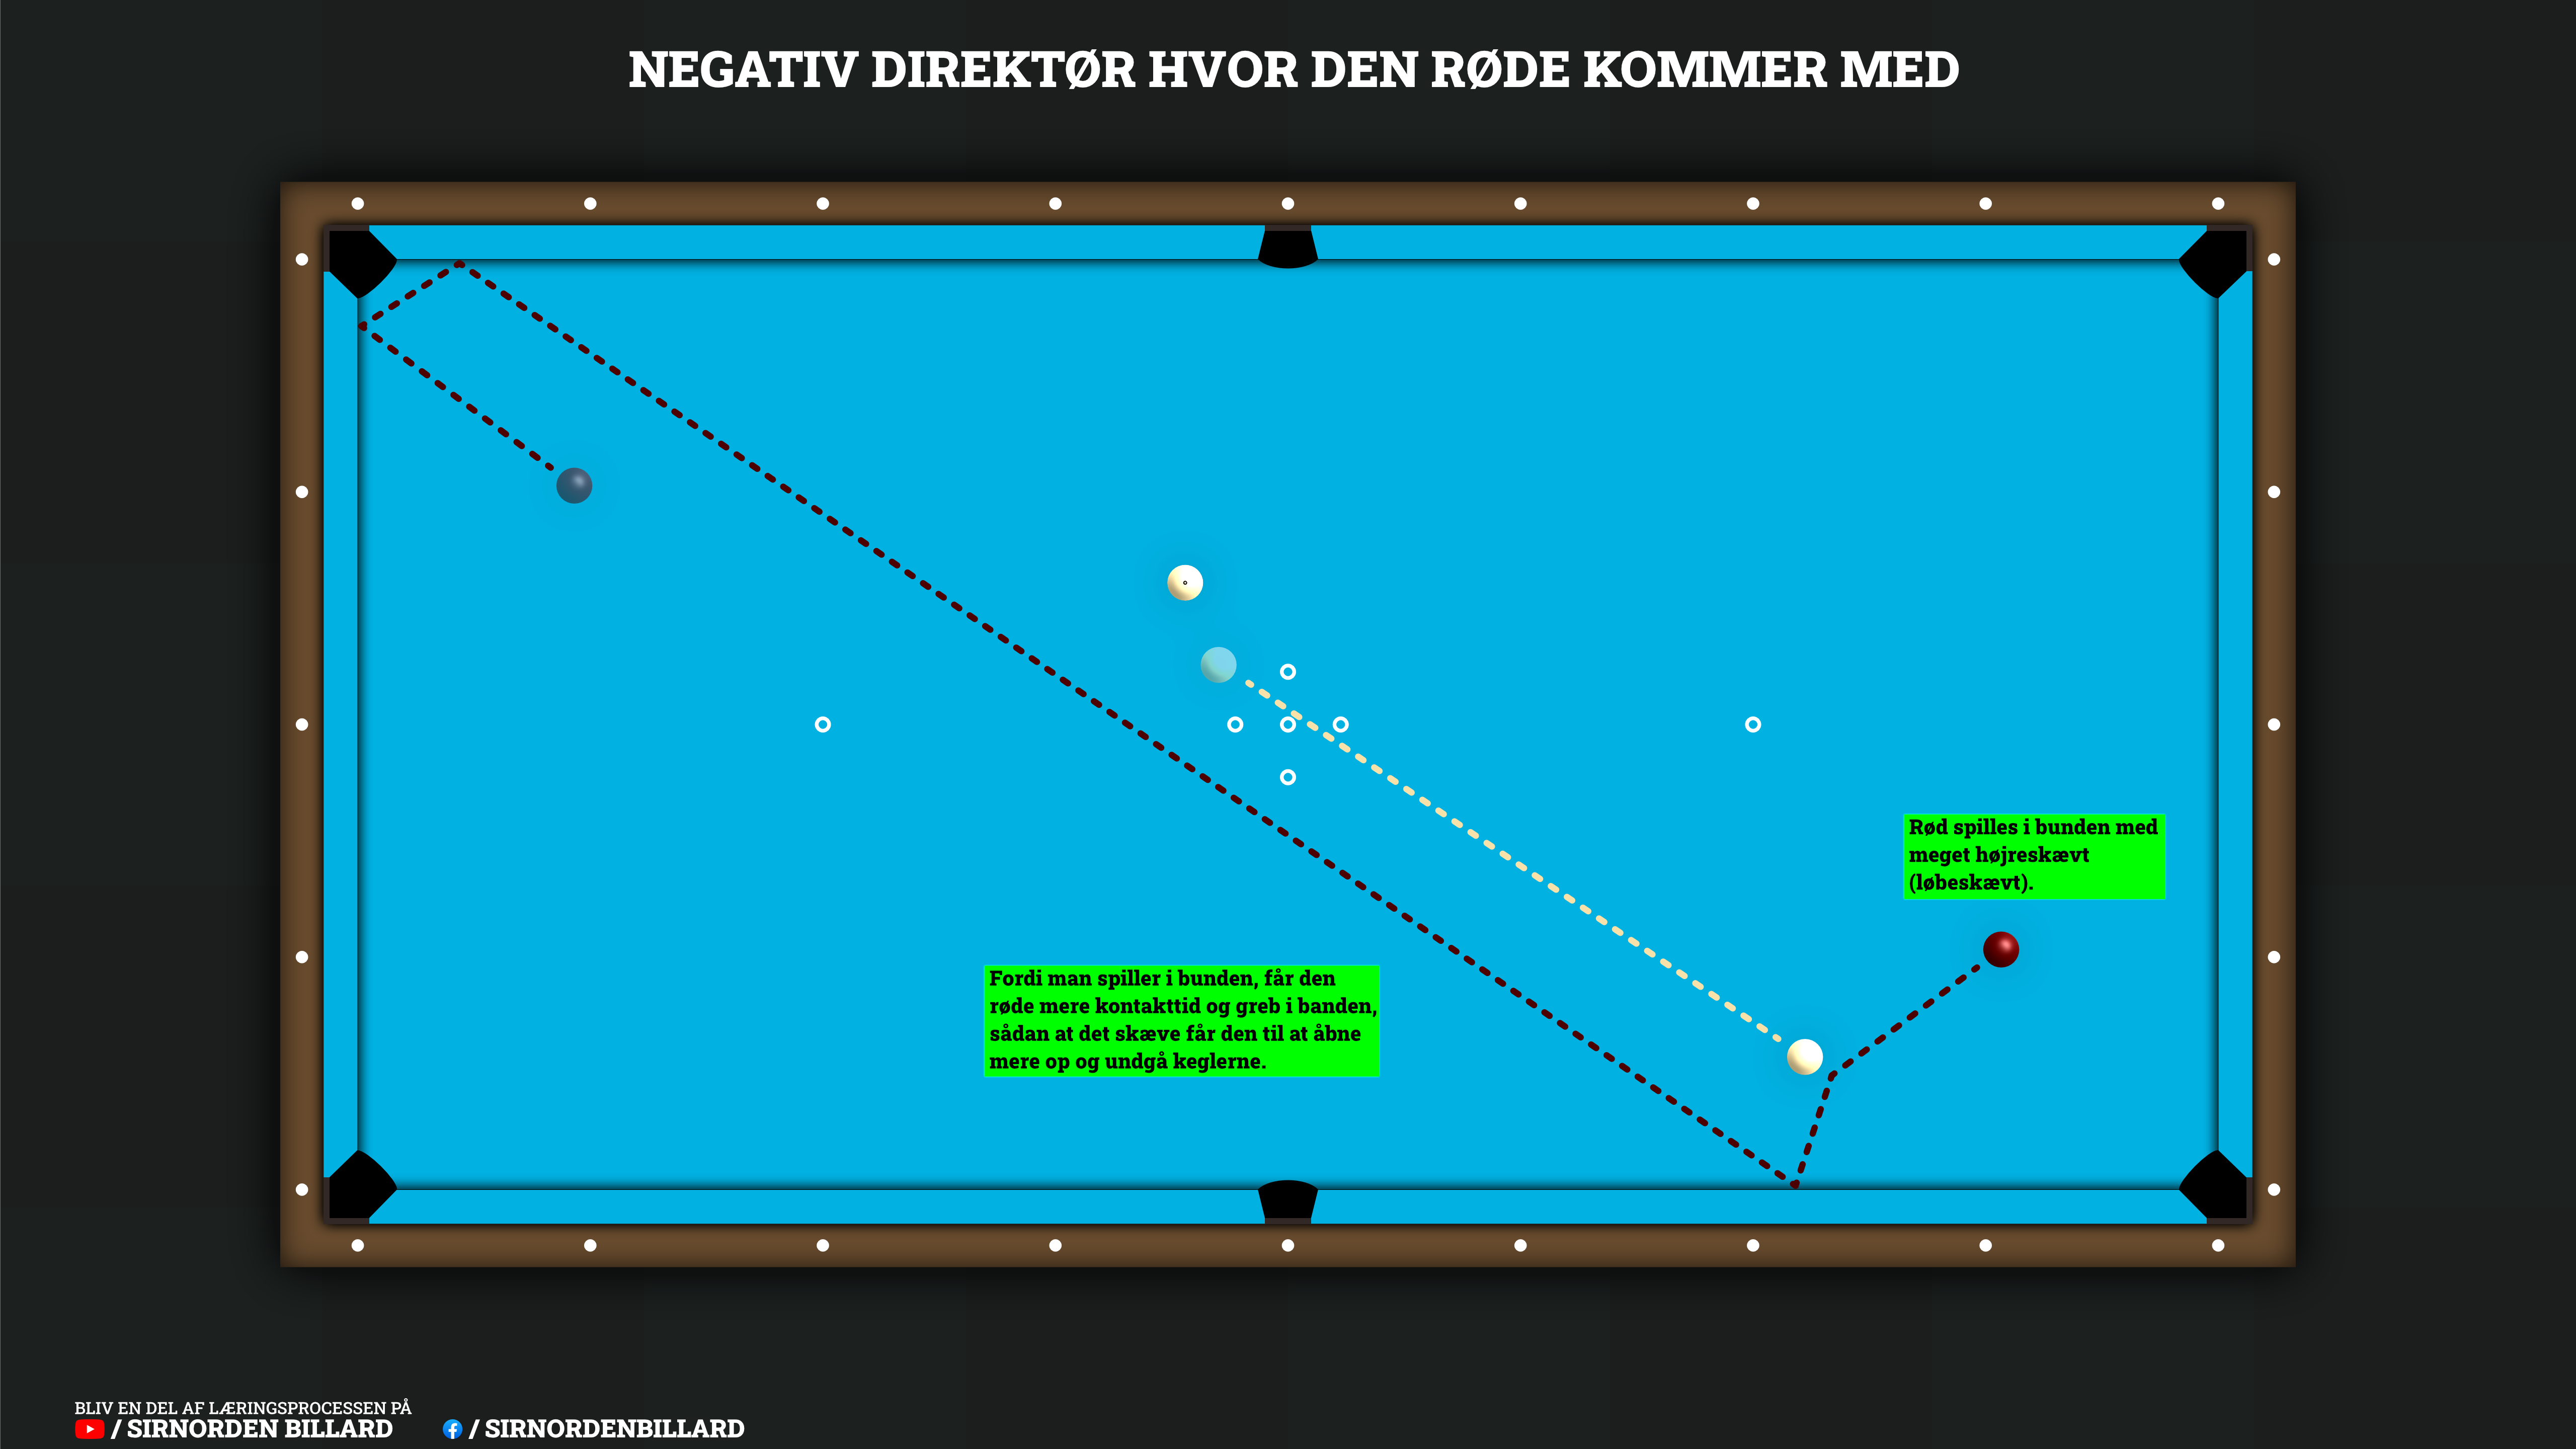 NEGATIV DIREKTØR HVOR DEN RØDE KOMMER MED
Rød spilles i bunden med
meget højreskævt
(løbeskævt).
Fordi man spiller i bunden, får den
røde mere kontakttid og greb i banden,
sådan at det skæve får den til at åbne
mere op og undgå keglerne.
BLIV EN DEL AF LÆRINGSPROCESSEN PÅ
/ SIRNORDEN BILLARD / SIRNORDENBILLARD